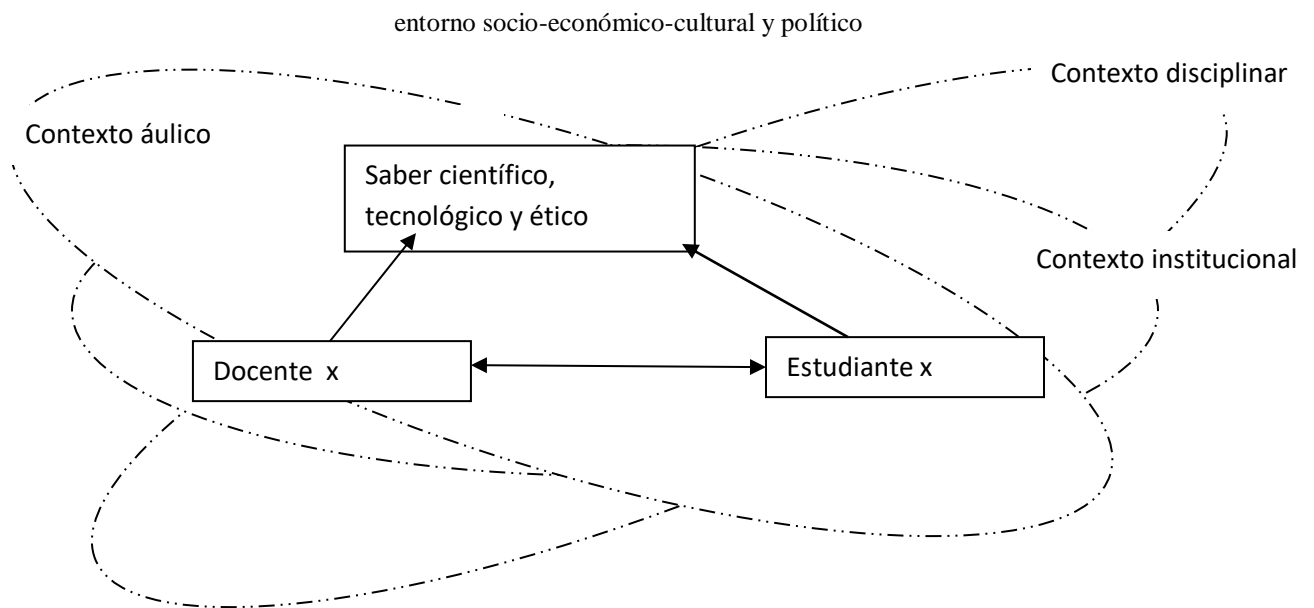 entorno socio-económico-cultural y político
Contexto disciplinar
Contexto áulico
Saber científico,
tecnológico y ético
Contexto institucional
Docente x
Estudiante x